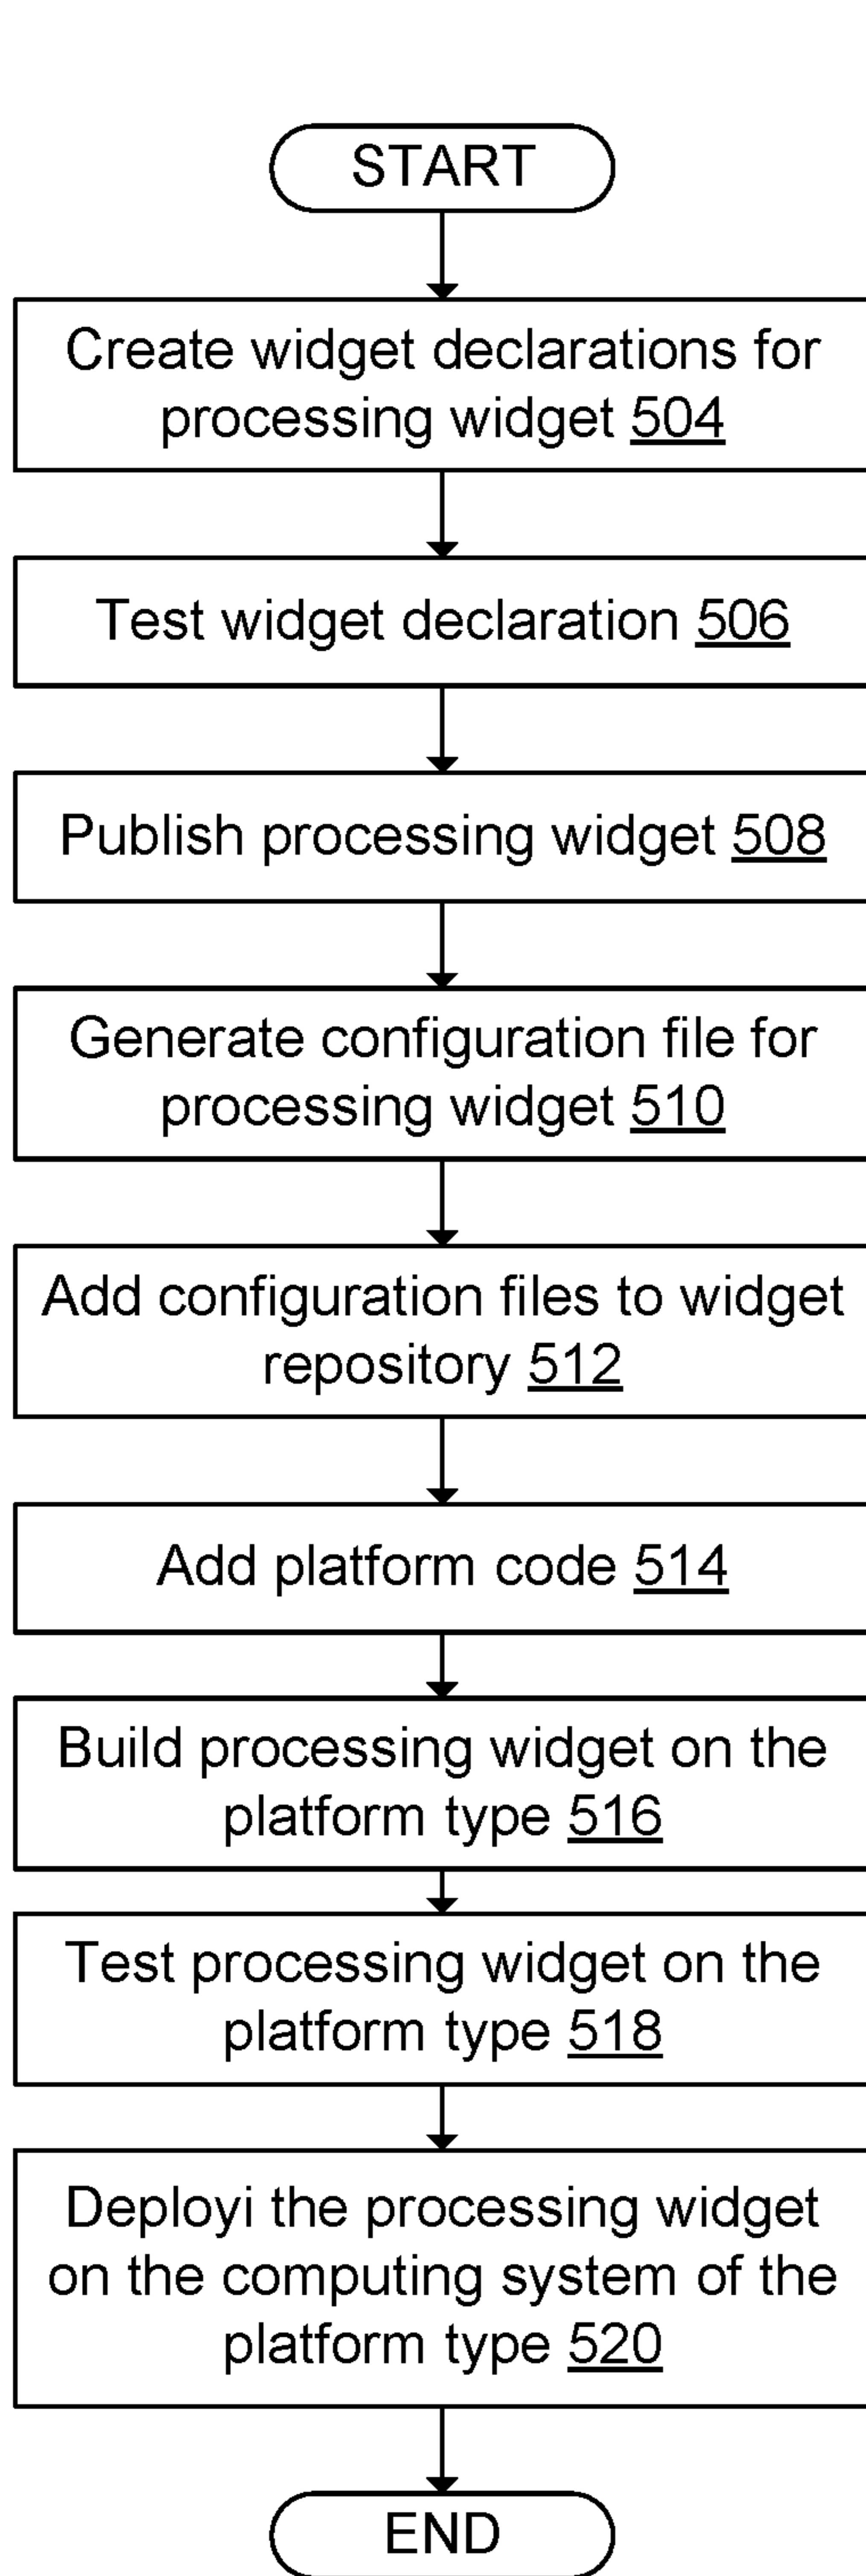 START
Create widget declarations for
processing widget 504
Test widget declaration 506
Publish processing widget 508
Generate configuration file for
processing widget 510
Add configuration files to widget
repository 512
Add platform code 514
Build processing widget on the
platform type 516
Test processing widget on the
platform type 518
Deployi the processing widget
on the computing system of the
platform type 520
END